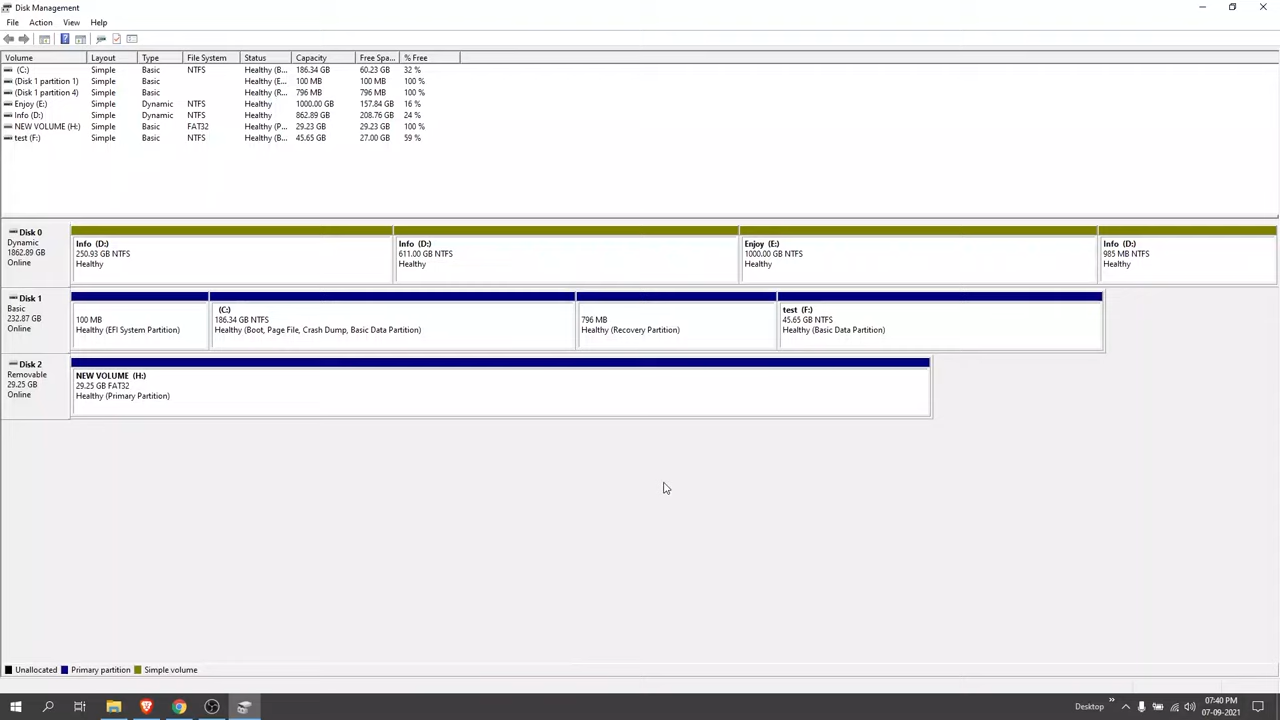 Disk Management
File Action View Help
Volume Layout Type File System Status Capacity Free Spa... % Free
(C:) Simple Basic NTFS Healthy (B... 186.34 GB 60.23 GB 32 %
(Disk 1 partition 1) Simple Basic Healthy (E... 100 MB 100 MB 100 %
(Disk 1 partition 4) Simple Basic Healthy (R... 796 MB 796 MB 100 %
Enjoy (E:) Simple Dynamic NTFS Healthy 1000.00 GB 157.84 GB 16 %
Info (D:) Simple Dynamic NTFS Healthy 862.89 GB 208.76 GB 24 %
NEW VOLUME (H:) Simple Basic FAT32 Healthy (P... 29.23 GB 29.23 GB 100 %
test (F:) Simple Basic NTFS Healthy (B... 45.65 GB 27.00 GB 59 %
Disk 0
Dynamic
1862.89 GB
Online
Info (D:)
250.93 GB NTFS
Healthy
Info (D:)
611.00 GB NTFS
Healthy
Enjoy (E:)
1000.00 GB NTFS
Healthy
Info (D:)
985 MB NTFS
Healthy
Disk 1
Basic
232.87 GB
Online
100 MB
Healthy (EFI System Partition)
(C:)
186.34 GB NTFS
Healthy (Boot, Page File, Crash Dump, Basic Data Partition)
796 MB
Healthy (Recovery Partition)
test (F:)
45.65 GB NTFS
Healthy (Basic Data Partition)
Disk 2
Removable
29.25 GB
Online
NEW VOLUME (H:)
29.25 GB FAT32
Healthy (Primary Partition)
Unallocated Primary partition Simple volume
Desktop
07:40 PM
07-09-2021